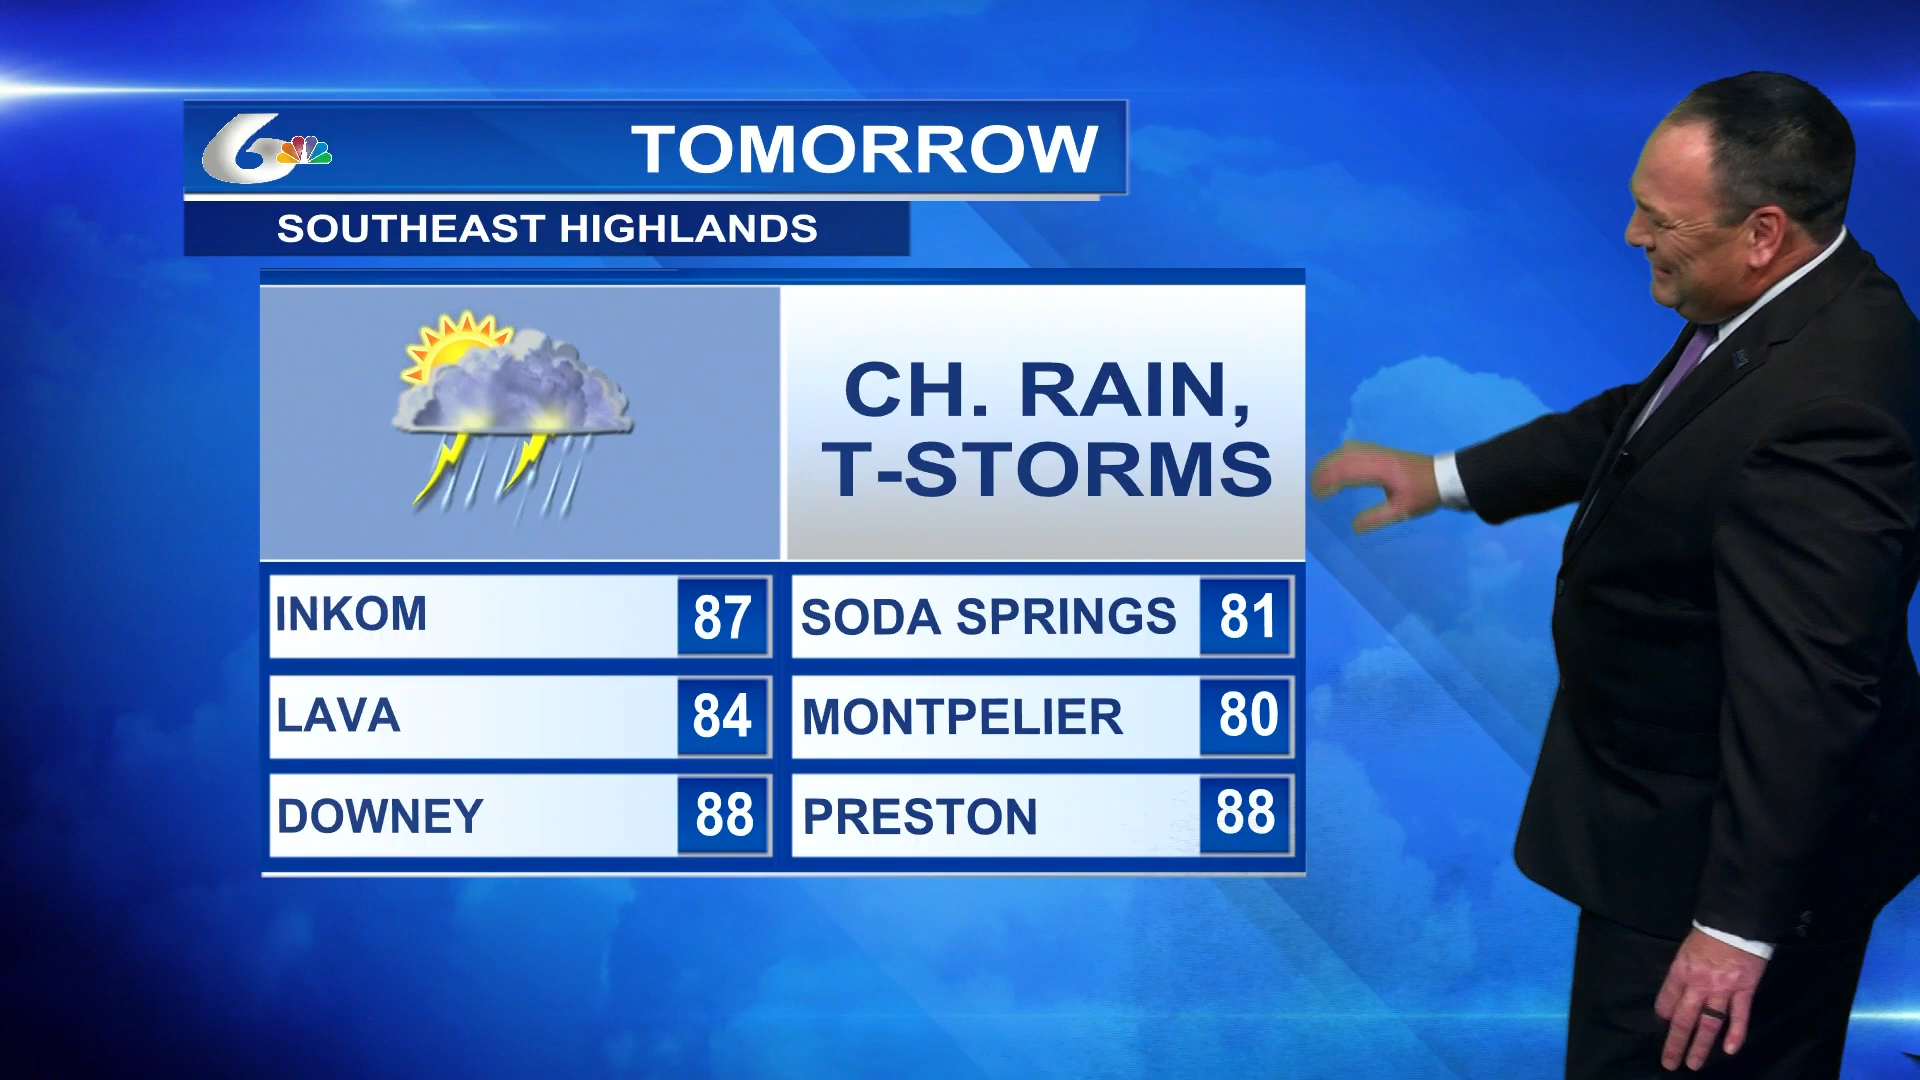 6
TOMORROW
SOUTHEAST HIGHLANDS
CH. RAIN,
T-STORMS
INKOM 87
SODA SPRINGS 81
LAVA 84
MONTPELIER 80
DOWNEY 88
PRESTON 88